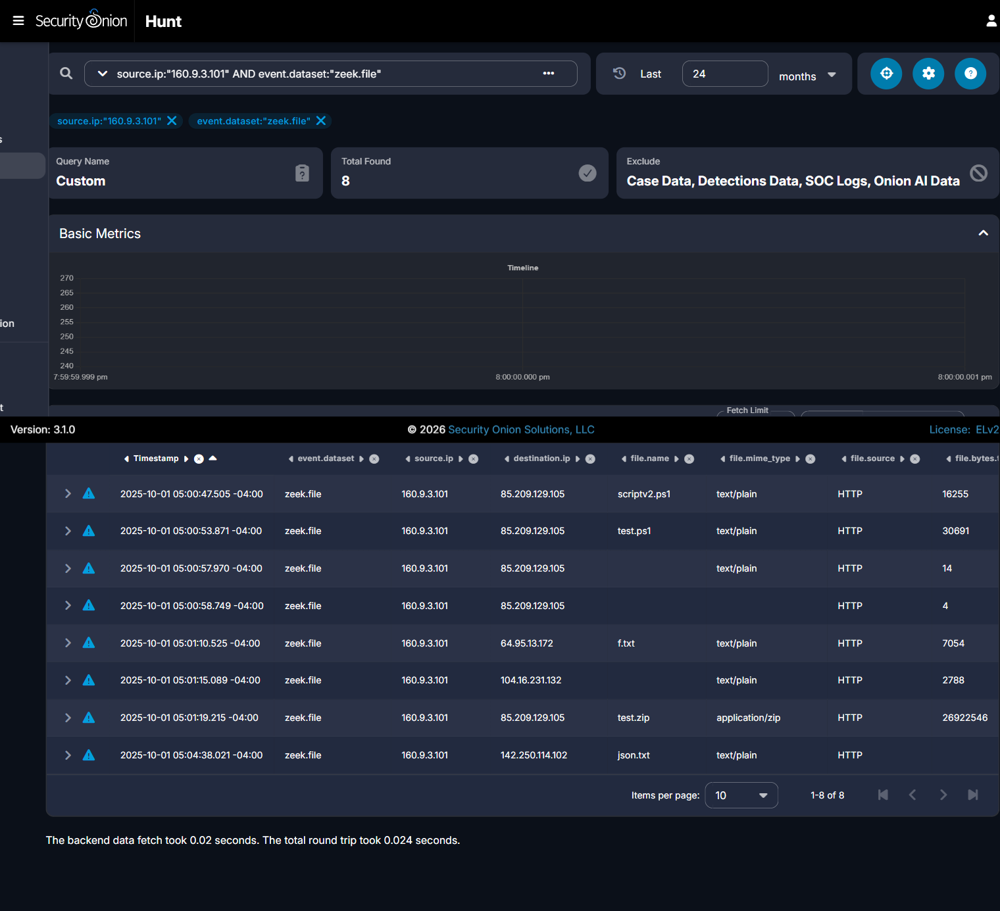 Security Onion
Hunt
source.ip:"160.9.3.101" AND event.dataset:"zeek.file"
•••
Last
24
months
source.ip:"160.9.3.101"
event.dataset:"zeek.file"
s
Query Name
Custom
Total Found
8
Exclude
Case Data, Detections Data, SOC Logs, Onion AI Data
Basic Metrics
Timeline
270
265
260
255
250
245
240
7:59:59.999 pm
8:00:00.000 pm
8:00:00.001 pm
ion
t
Fetch Limit
Version: 3.1.0
© 2026 Security Onion Solutions, LLC
License: ELv2
Timestamp event.dataset source.ip destination.ip file.name file.mime_type file.source file.bytes.
2025-10-01 05:00:47.505 -04:00 zeek.file 160.9.3.101 85.209.129.105 scriptv2.ps1 text/plain HTTP 16255
2025-10-01 05:00:53.871 -04:00 zeek.file 160.9.3.101 85.209.129.105 test.ps1 text/plain HTTP 30691
2025-10-01 05:00:57.970 -04:00 zeek.file 160.9.3.101 85.209.129.105 text/plain HTTP 14
2025-10-01 05:00:58.749 -04:00 zeek.file 160.9.3.101 85.209.129.105 HTTP 4
2025-10-01 05:01:10.525 -04:00 zeek.file 160.9.3.101 64.95.13.172 f.txt text/plain HTTP 7054
2025-10-01 05:01:15.089 -04:00 zeek.file 160.9.3.101 104.16.231.132 text/plain HTTP 2788
2025-10-01 05:01:19.215 -04:00 zeek.file 160.9.3.101 85.209.129.105 test.zip application/zip HTTP 26922546
2025-10-01 05:04:38.021 -04:00 zeek.file 160.9.3.101 142.250.114.102 json.txt text/plain HTTP
Items per page: 10 1-8 of 8
The backend data fetch took 0.02 seconds. The total round trip took 0.024 seconds.